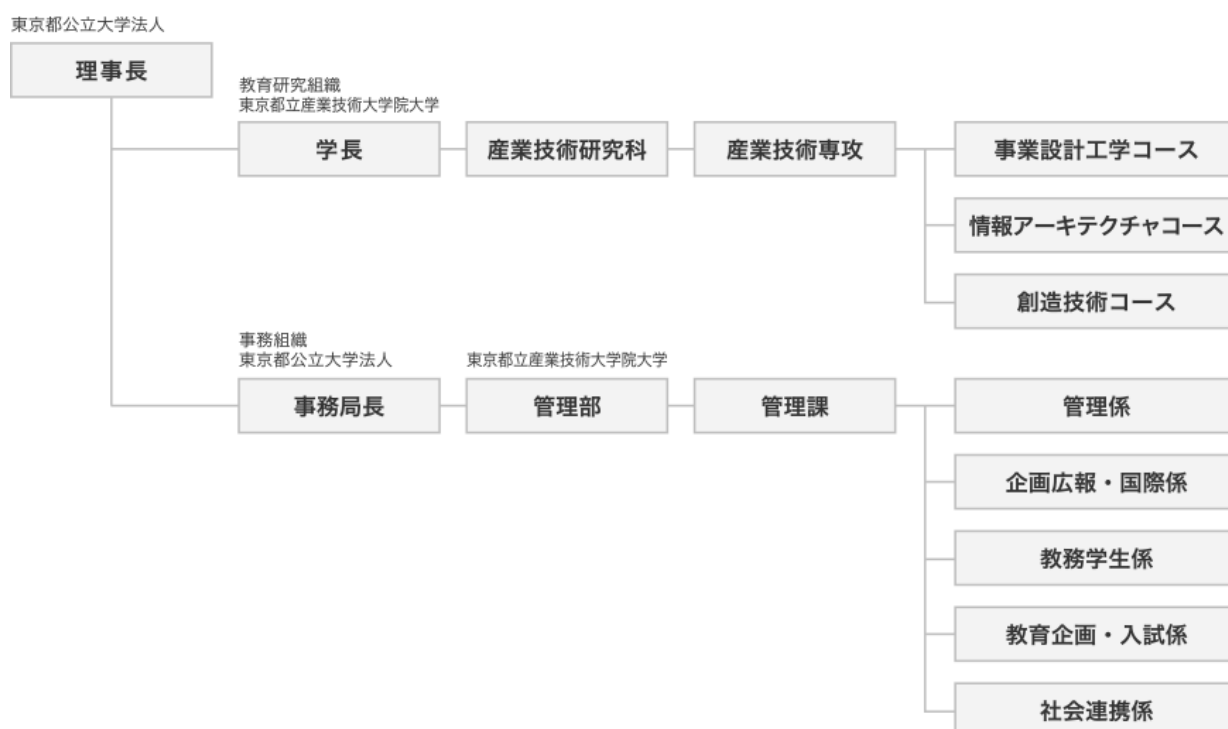 東京都公立大学法人
理事長
教育研究組織
東京都立産業技術大学院大学
学長
産業技術研究科
産業技術専攻
事業設計工学コース
情報アーキテクチャコース
創造技術コース
事務組織
東京都公立大学法人
東京都立産業技術大学院大学
事務局長
管理部
管理課
管理係
企画広報・国際係
教務学生係
教育企画・入試係
社会連携係